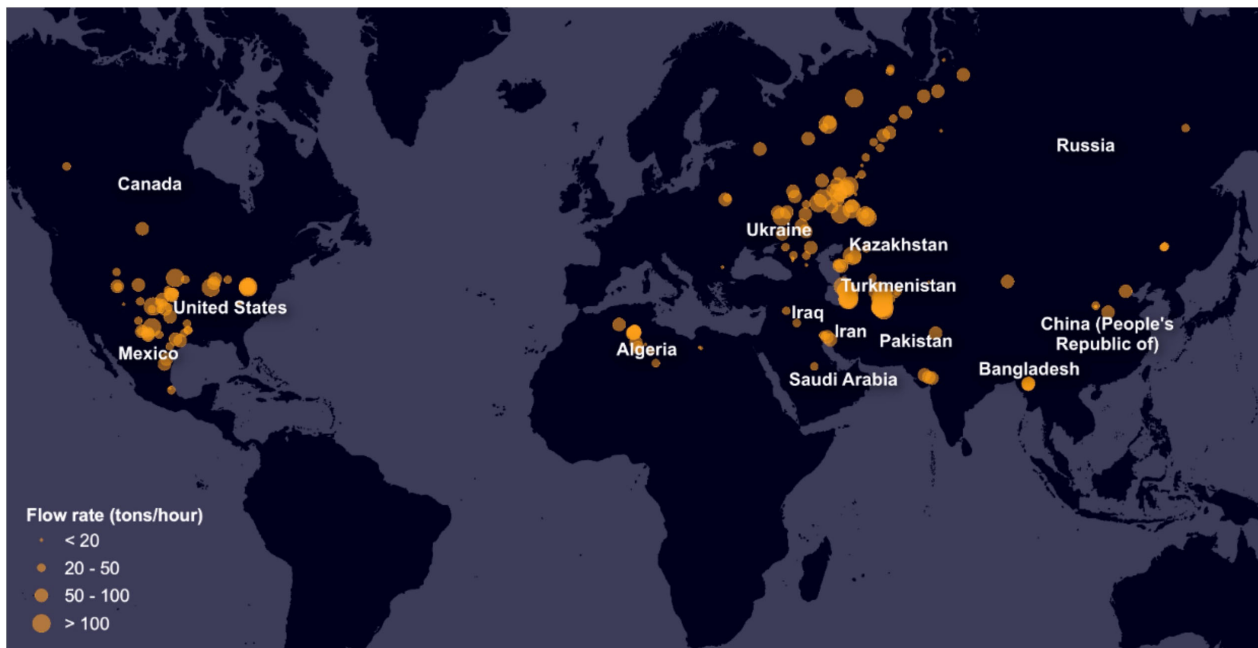 Russia
Canada
Ukraine
Kazakhstan
Turkmenistan
United States
Iraq
Iran
Pakistan
China (People's
Republic of)
Mexico
Algeria
Saudi Arabia
Bangladesh
Flow rate (tons/hour)
< 20
20 - 50
50 - 100
> 100